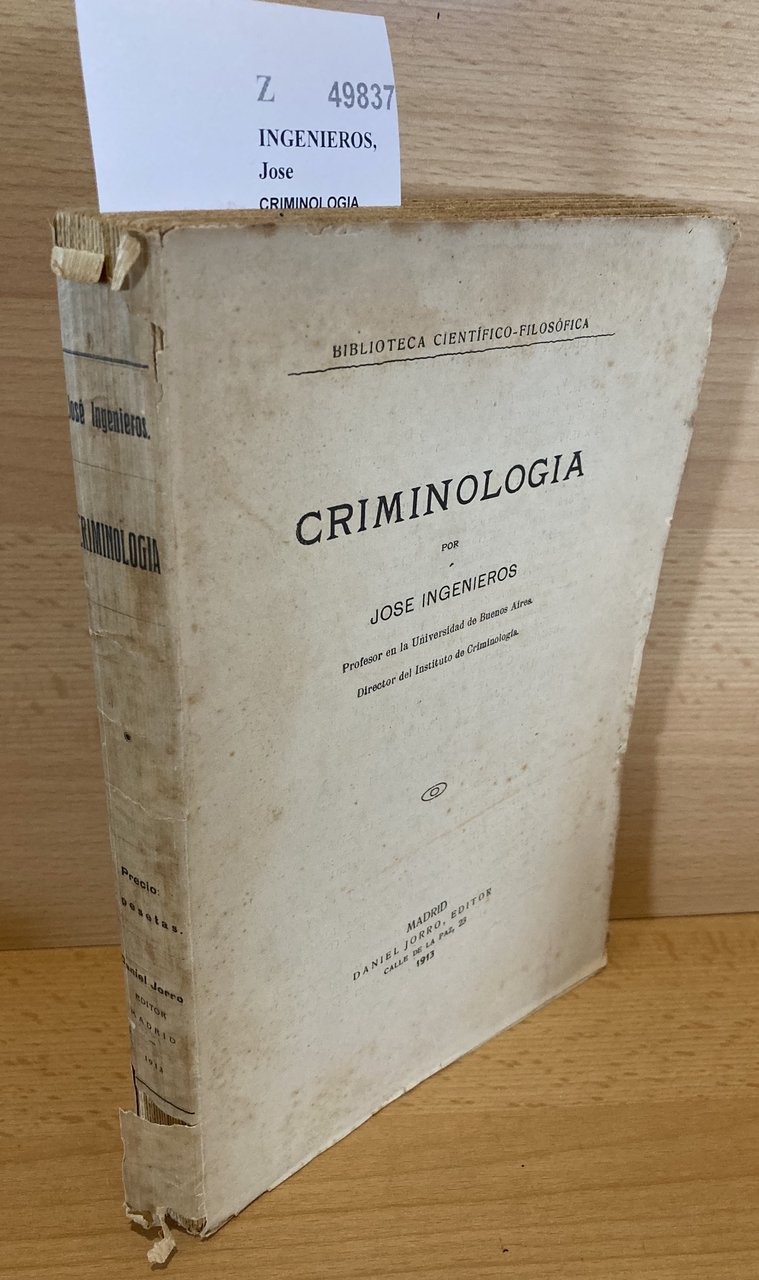 Z 49837
INGENIEROS,
Jose
CRIMINOLOGIA
BIBLIOTECA CIENTÍFICO-FILOSÓFICA
CRIMINOLOGIA
POR
JOSE INGENIEROS
Profesor en la Universidad de Buenos Aires.
Director del Instituto de Criminología.
MADRID
DANIEL JORRO, EDITOR
CALLE DE LA PAZ, 23
1913
José Ingenieros.
CRIMINOLOGIA
Precio:
pesetas.
Daniel Jorro
EDITOR
MADRID
1913